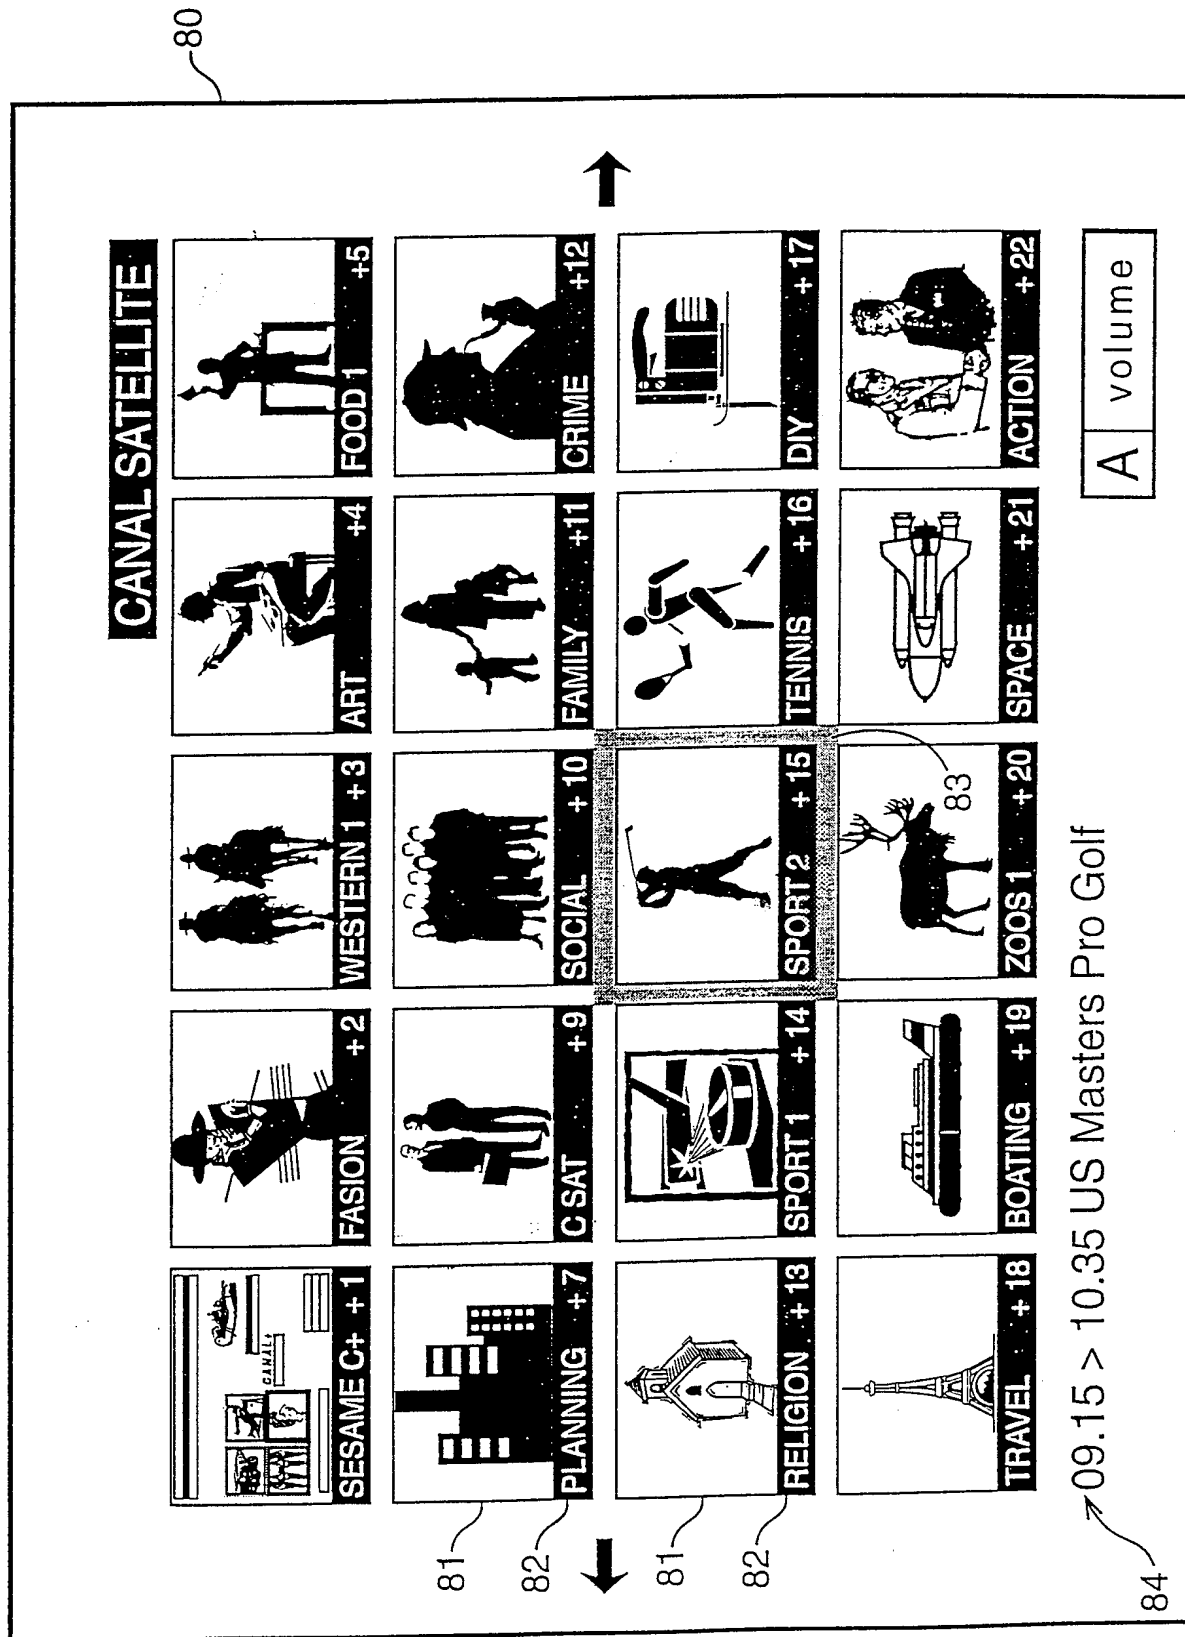 80
CANAL SATELLITE
SESAME C+ +1
FASION +2
WESTERN 1 +3
ART +4
FOOD 1 +5
CANAL+
81
82
PLANNING +7
C SAT +9
SOCIAL +10
FAMILY +11
CRIME +12
81
82
RELIGION +13
SPORT 1 +14
SPORT 2 +15
TENNIS +16
DIY +17
83
TRAVEL +18
BOATING +19
ZOOS 1 +20
SPACE +21
ACTION +22
84
09.15 > 10.35 US Masters Pro Golf
A volume